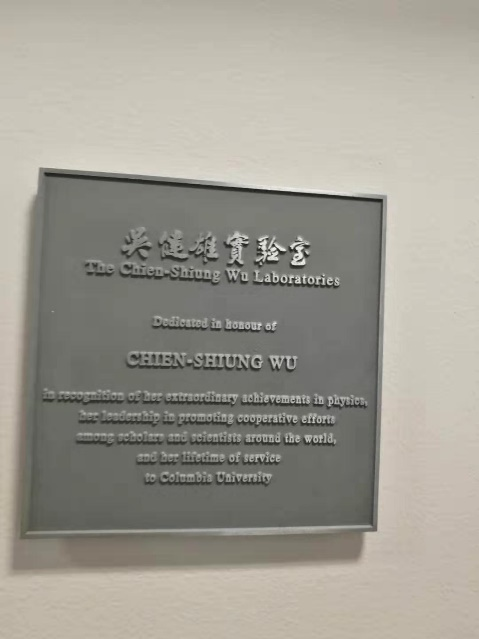 吳健雄實驗室
The Chien-Shiung Wu Laboratories
Dedicated in honour of
CHIEN-SHIUNG WU
in recognition of her extraordinary achievements in physics,
her leadership in promoting cooperative efforts
among scholars and scientists around the world,
and her lifetime of service
to Columbia University